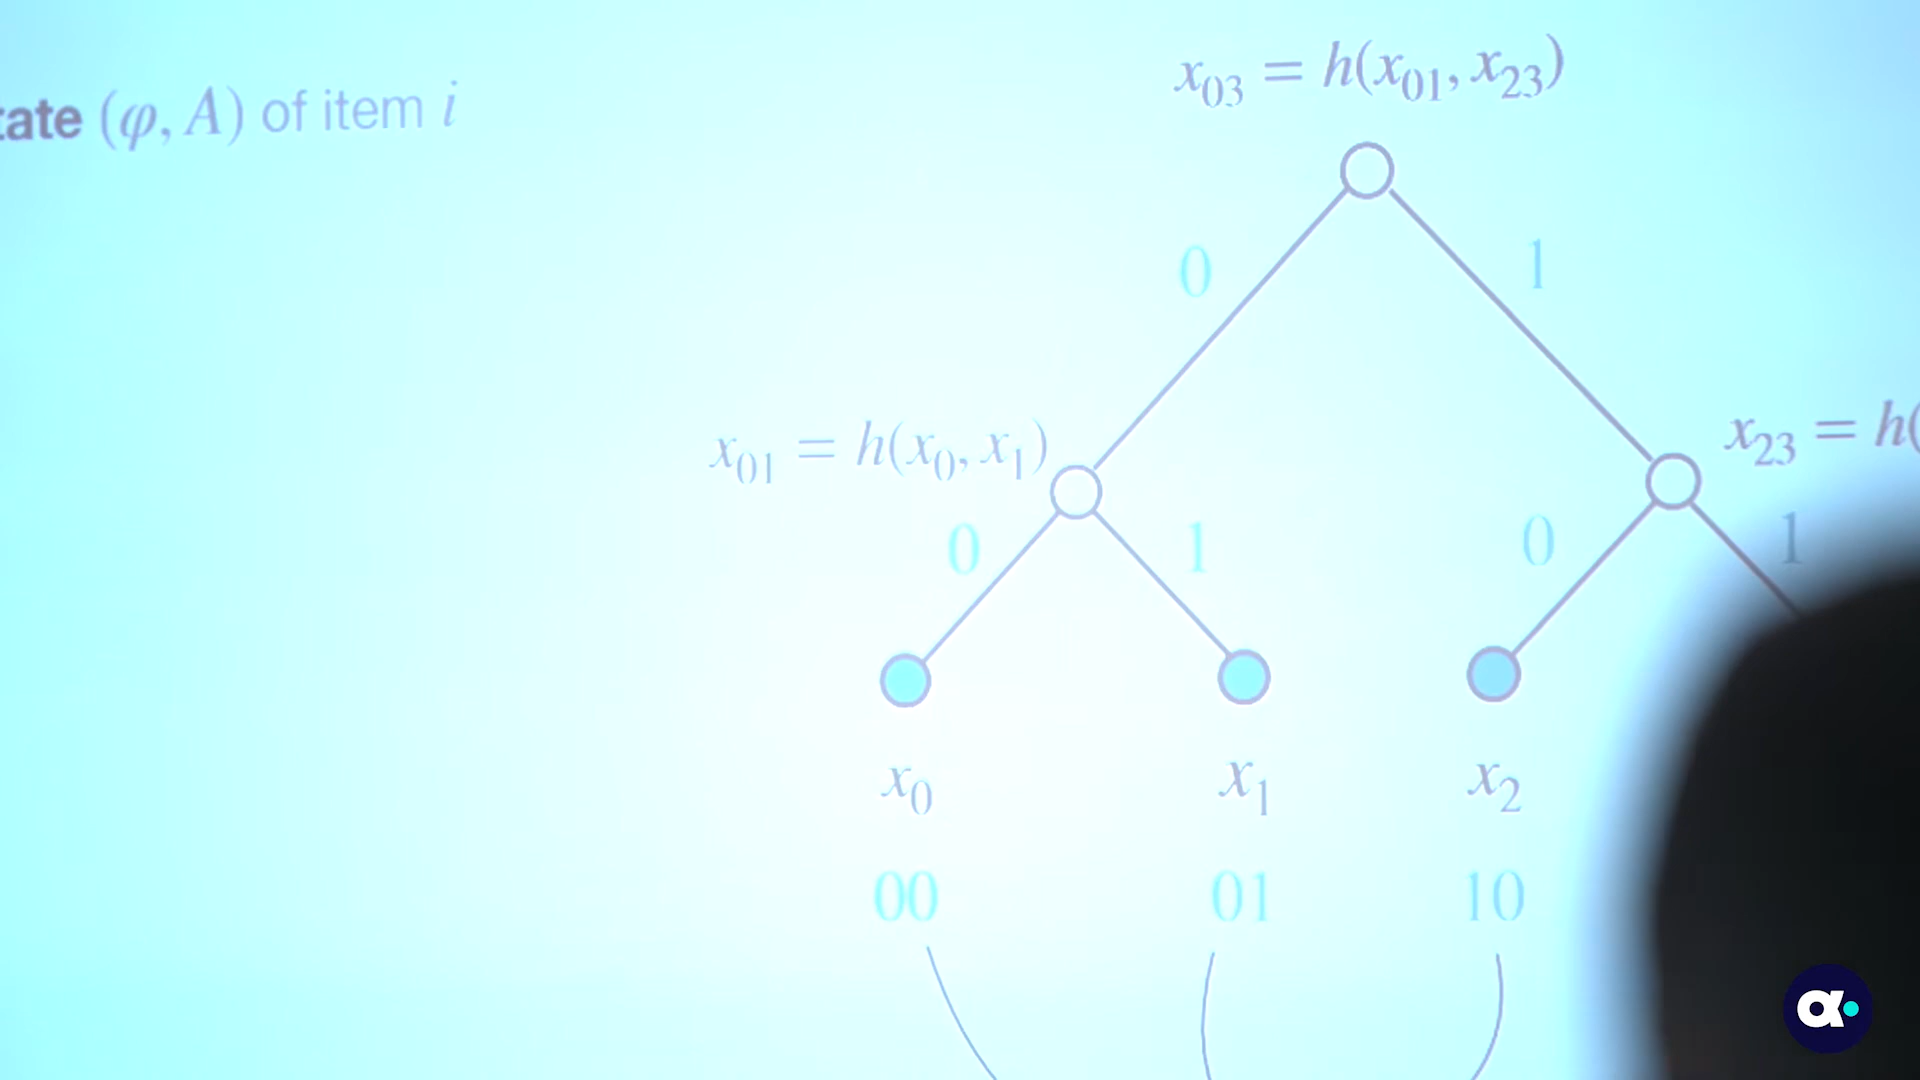 x₀₃ = h(x₀₁, x₂₃)
(φ, A) of item i
0 1
x₀₁ = h(x₀, x₁)
x₂₃ = h(
0 1 0 1
x₀ x₁ x₂
00 01 10